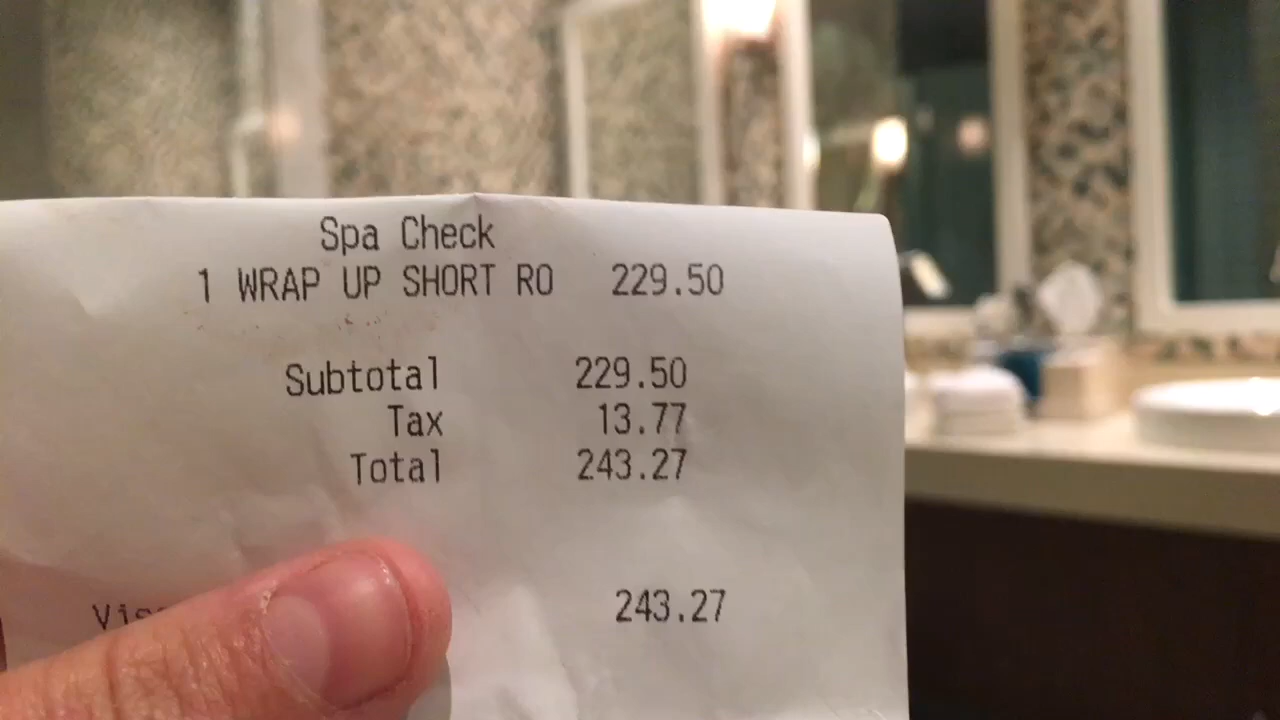 Spa Check
1 WRAP UP SHORT RO 229.50
Subtotal 229.50
Tax 13.77
Total 243.27
243.27